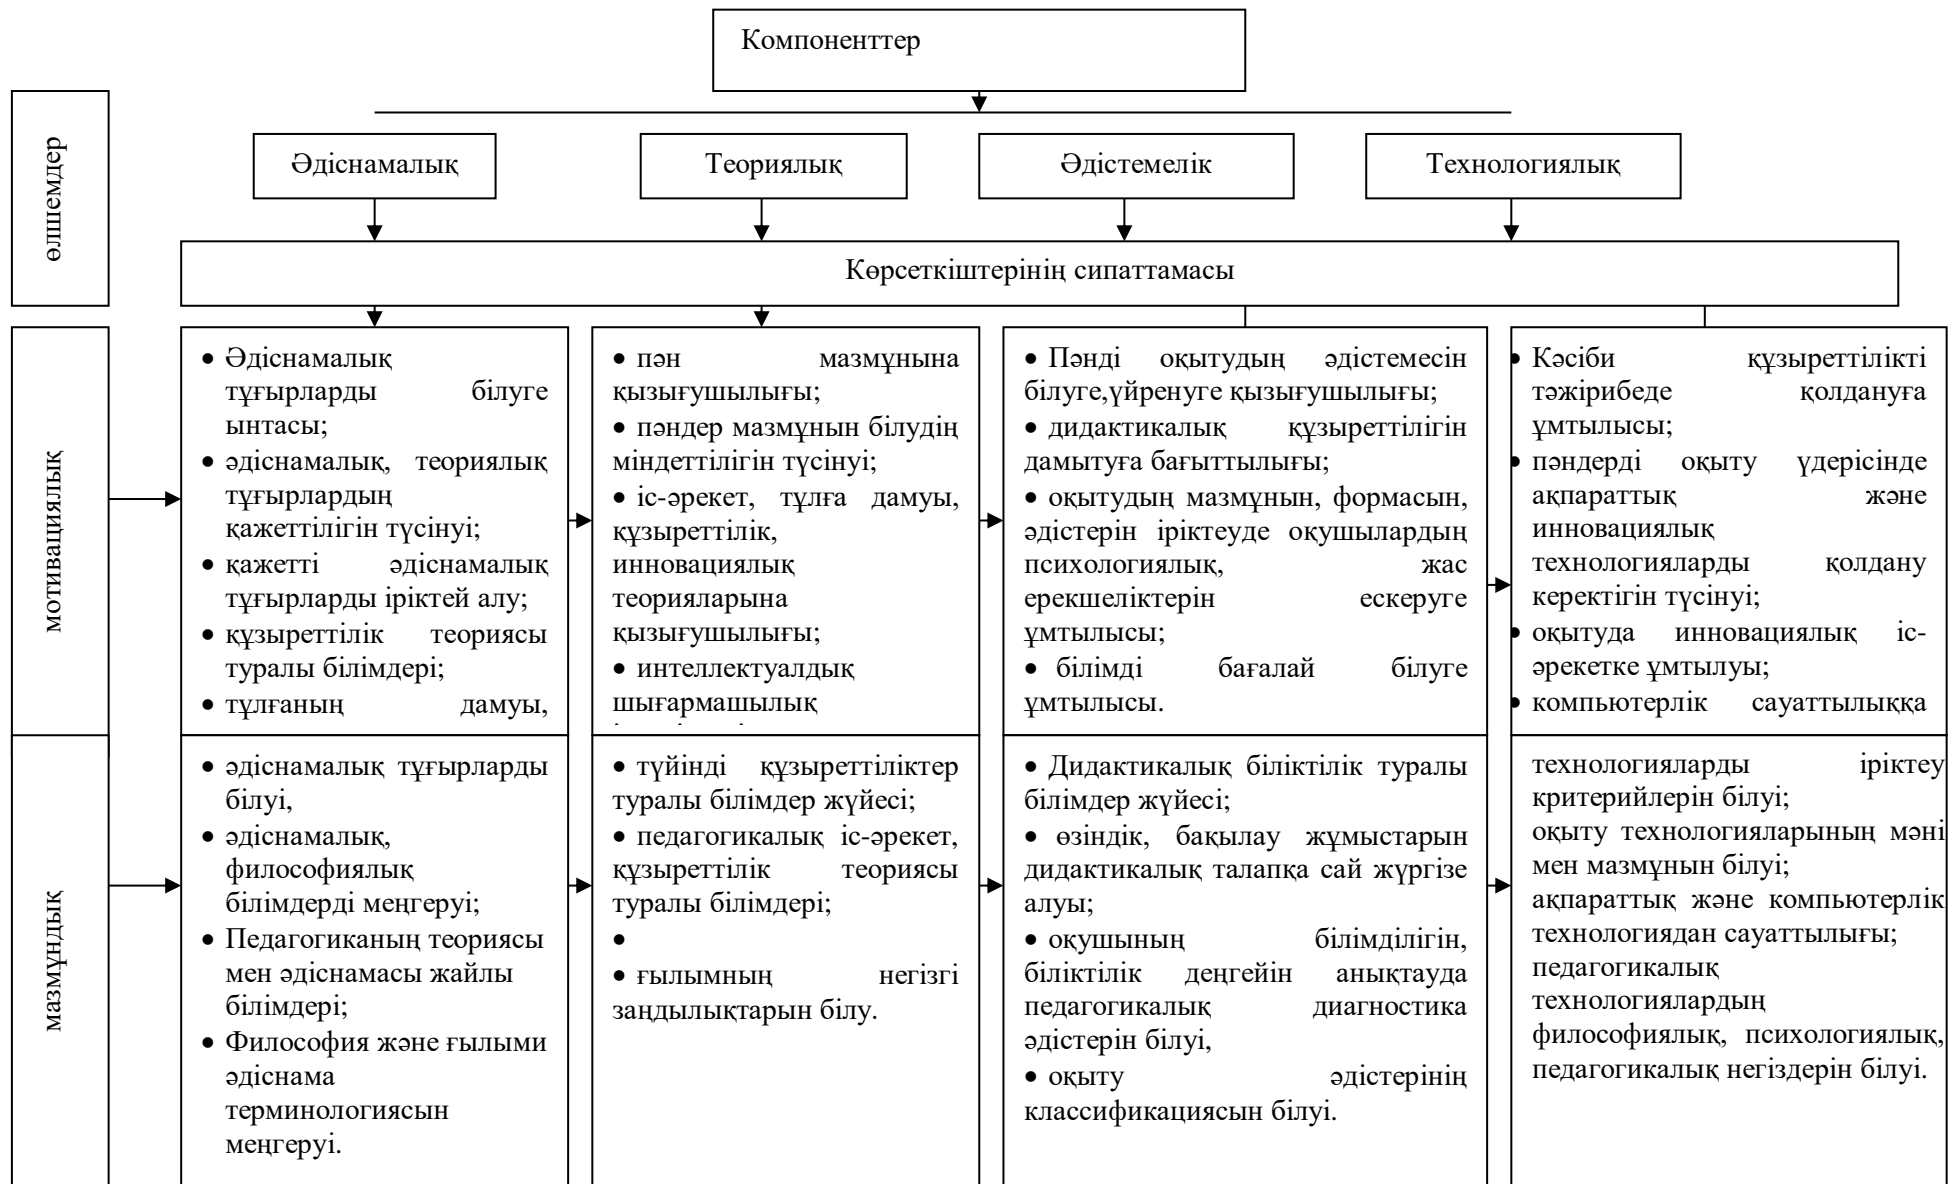 Компоненттер
өлшемдер
Әдіснамалық
Теориялық
Әдістемелік
Технологиялық
Көрсеткіштерінің сипаттамасы
мотивациялық
• Әдіснамалық
тұғырларды білуге
ынтасы;
• әдіснамалық, теориялық
тұғырлардың
қажеттілігін түсінуі;
• қажетті әдіснамалық
тұғырларды іріктей алу;
• құзыреттілік теориясы
туралы білімдері;
• тұлғаның дамуы,
• пән мазмұнына
қызығушылығы;
• пәндер мазмұнын білудің
міндеттілігін түсінуі;
• іс-әрекет, тұлға дамуы,
құзыреттілік,
инновациялық
теорияларына
қызығушылығы;
• интеллектуалдық
шығармашылық
• Пәнді оқытудың әдістемесін
білуге,үйренуге қызығушылығы;
• дидактикалық құзыреттілігін
дамытуға бағыттылығы;
• оқытудың мазмұнын, формасын,
әдістерін іріктеуде оқушылардың
психологиялық, жас
ерекшеліктерін ескеруге
ұмтылысы;
• білімді бағалай білуге
ұмтылысы.
• Кәсіби құзыреттілікті
тәжірибеде қолдануға
ұмтылысы;
• пәндерді оқыту үдерісінде
ақпараттық және
инновациялық
технологияларды қолдану
керектігін түсінуі;
• оқытуда инновациялық іс-
әрекетке ұмтылуы;
• компьютерлік сауаттылыққа
мазмұндық
• әдіснамалық тұғырларды
білуі,
• әдіснамалық,
философиялық
білімдерді меңгеруі;
• Педагогиканың теориясы
мен әдіснамасы жайлы
білімдері;
• Философия және ғылыми
әдіснама
терминологиясын
меңгеруі.
• түйінді құзыреттіліктер
туралы білімдер жүйесі;
• педагогикалық іс-әрекет,
құзыреттілік теориясы
туралы білімдері;
•
• ғылымның негізгі
заңдылықтарын білу.
• Дидактикалық біліктілік туралы
білімдер жүйесі;
• өзіндік, бақылау жұмыстарын
дидактикалық талапқа сай жүргізе
алуы;
• оқушының білімділігін,
біліктілік деңгейін анықтауда
педагогикалық диагностика
әдістерін білуі,
• оқыту әдістерінің
классификациясын білуі.
технологияларды іріктеу
критерийлерін білуі;
оқыту технологияларының мәні
мен мазмұнын білуі;
ақпараттық және компьютерлік
технологиядан сауаттылығы;
педагогикалық
технологиялардың
философиялық, психологиялық,
педагогикалық негіздерін білуі.